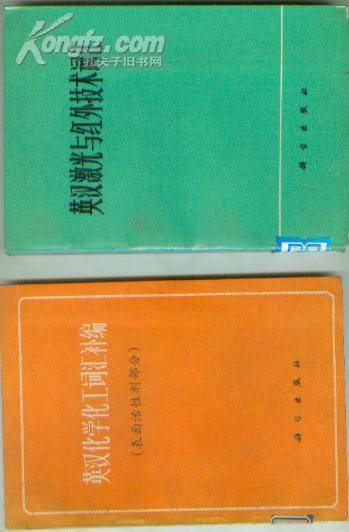 Kongfz.com
孔夫子旧书网
英汉激光与红外技术词汇
科学出版社
英汉化学化工词汇补编
(表面活性剂部分)
科学出版社